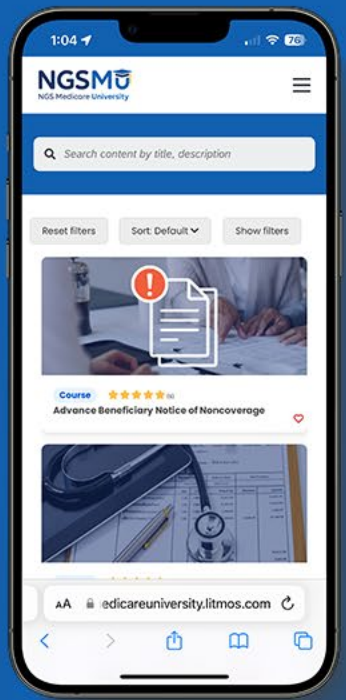 1:04
76
NGSMU
NGS Medicare University
Search content by title, description
Reset filters
Sort: Default
Show filters
!
Course
Advance Beneficiary Notice of Noncoverage
AA
edicareuniversity.litmos.com